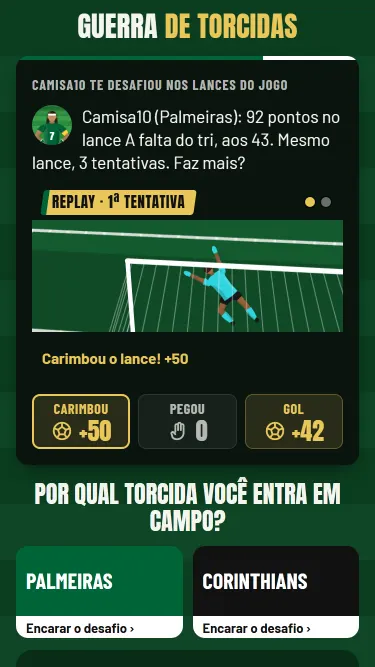 GUERRA DE TORCIDAS
CAMISA10 TE DESAFIOU NOS LANCES DO JOGO
7
Camisa10 (Palmeiras): 92 pontos no
lance A falta do tri, aos 43. Mesmo
lance, 3 tentativas. Faz mais?
REPLAY · 1ª TENTATIVA
Carimbou o lance! +50
CARIMBOU
+50
PEGOU
0
GOL
+42
POR QUAL TORCIDA VOCÊ ENTRA EM
CAMPO?
PALMEIRAS
Encarar o desafio ›
CORINTHIANS
Encarar o desafio ›